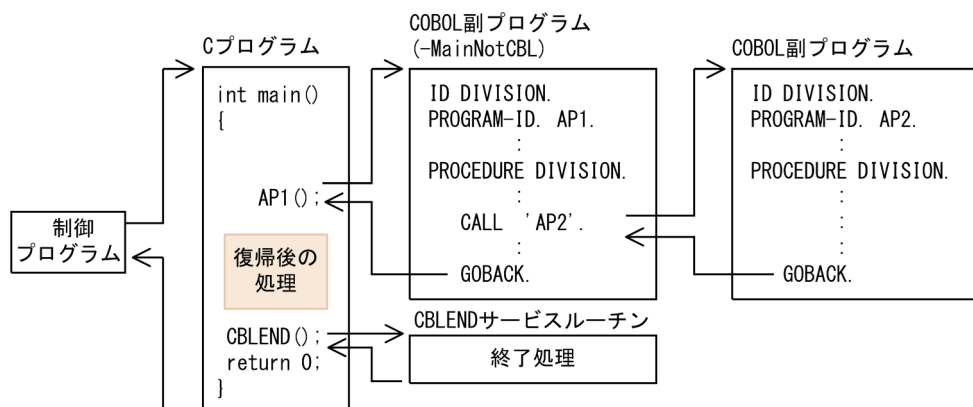 制御
プログラム
Cプログラム
int main()
{
AP1();
復帰後の
処理
CBLEND();
return 0;
}
COBOL副プログラム
(-MainNotCBL)
ID DIVISION.
PROGRAM-ID. AP1.
:
PROCEDURE DIVISION.
:
CALL 'AP2'.
:
GOBACK.
CBLENDサービスルーチン
終了処理
COBOL副プログラム
ID DIVISION.
PROGRAM-ID. AP2.
:
PROCEDURE DIVISION.
:
:
:
GOBACK.